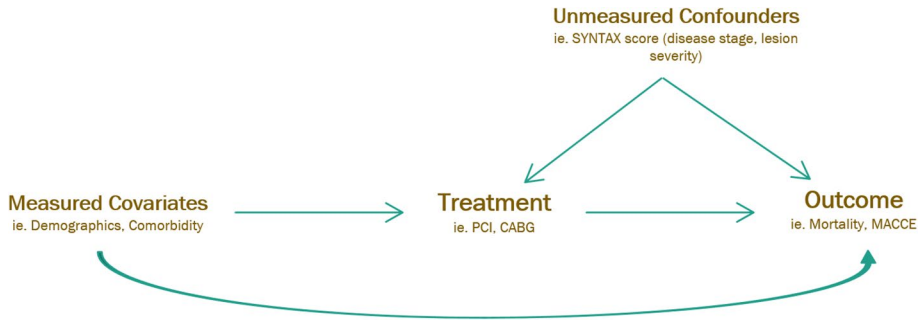 Unmeasured Confounders
ie. SYNTAX score (disease stage, lesion
severity)
Measured Covariates
ie. Demographics, Comorbidity
Treatment
ie. PCI, CABG
Outcome
ie. Mortality, MACCE